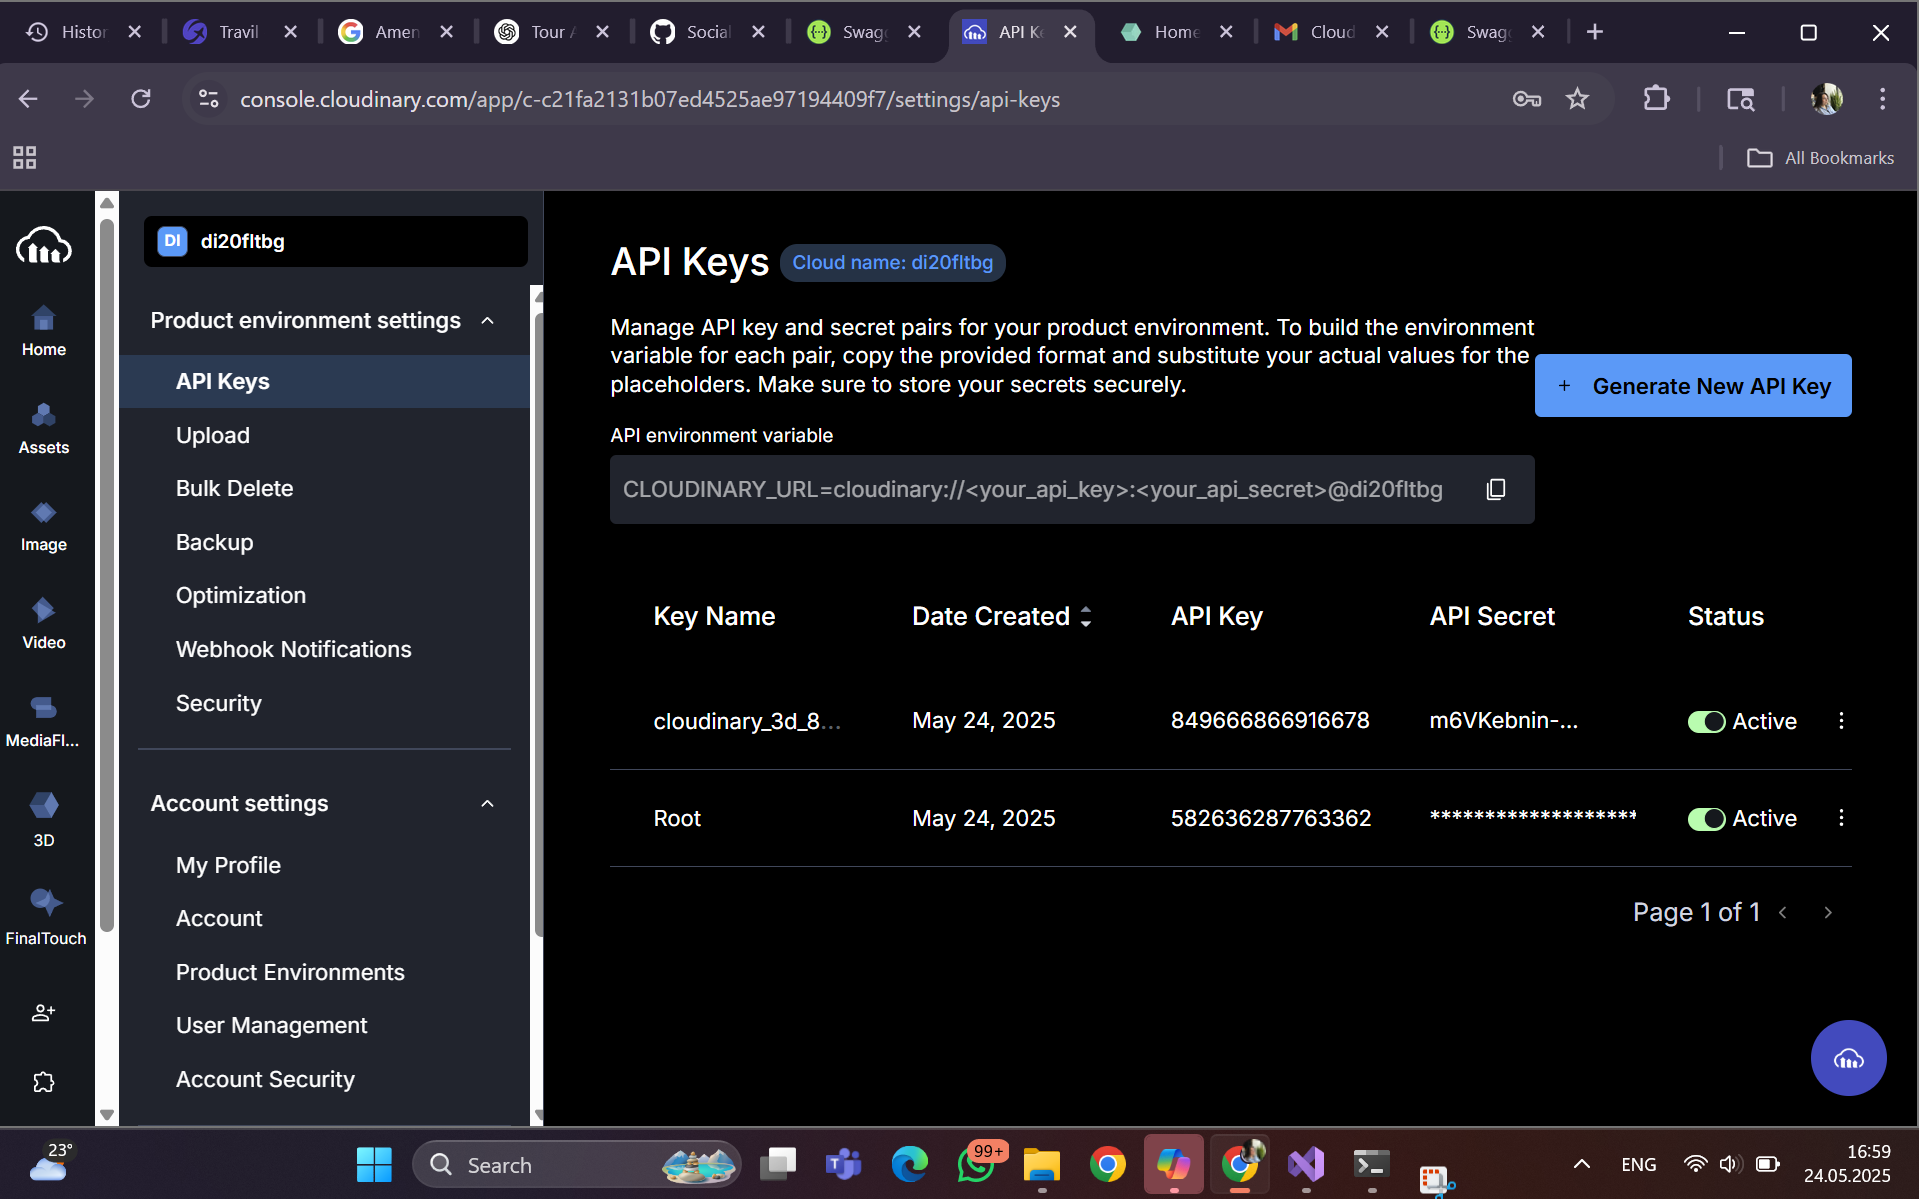 Histor
Travil
Amen
Tour A
Social
Swagg
API Ke
Home
Cloud
Swagg
console.cloudinary.com/app/c-c21fa2131b07ed4525ae97194409f7/settings/api-keys
All Bookmarks
DI di20fltbg
Home
Assets
Image
Video
MediaFl...
3D
FinalTouch
Product environment settings
API Keys
Upload
Bulk Delete
Backup
Optimization
Webhook Notifications
Security
Account settings
My Profile
Account
Product Environments
User Management
Account Security
API Keys Cloud name: di20fltbg
Manage API key and secret pairs for your product environment. To build the environment
variable for each pair, copy the provided format and substitute your actual values for the
placeholders. Make sure to store your secrets securely.
+ Generate New API Key
API environment variable
CLOUDINARY_URL=cloudinary://<your_api_key>:<your_api_secret>@di20fltbg
Key Name Date Created API Key API Secret Status
cloudinary_3d_8... May 24, 2025 849666866916678 m6VKebnin-... Active
Root May 24, 2025 582636287763362 ******************* Active
Page 1 of 1
23°
Search
99+
ENG
16:59
24.05.2025